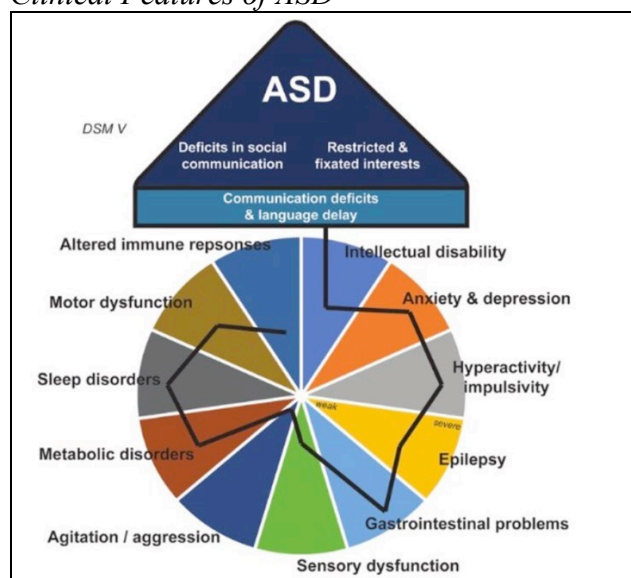 Clinical Features of ASD
ASD
DSM V
Deficits in social
communication
Restricted &
fixated interests
Communication deficits
& language delay
Altered immune repsonses
Intellectual disability
Motor dysfunction
Anxiety & depression
Sleep disorders
Hyperactivity/
impulsivity
weak
severe
Metabolic disorders
Epilepsy
Agitation / aggression
Gastrointestinal problems
Sensory dysfunction